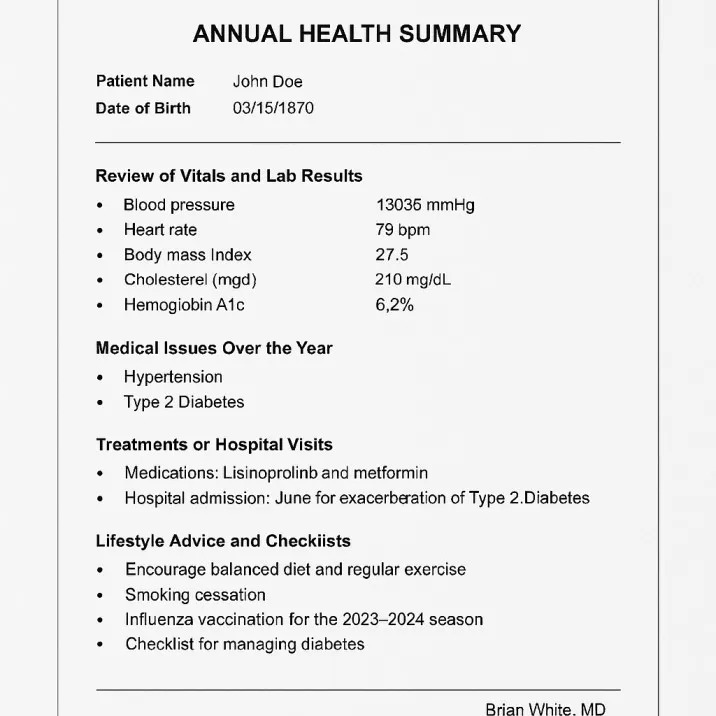 ANNUAL HEALTH SUMMARY
Patient Name John Doe
Date of Birth 03/15/1870
Review of Vitals and Lab Results
• Blood pressure 13035 mmHg
• Heart rate 79 bpm
• Body mass Index 27.5
• Cholesterel (mgd) 210 mg/dL
• Hemogiobin A1c 6,2%
Medical Issues Over the Year
• Hypertension
• Type 2 Diabetes
Treatments or Hospital Visits
• Medications: Lisinoprolinb and metformin
• Hospital admission: June for exacerberation of Type 2.Diabetes
Lifestyle Advice and Checkiists
• Encourage balanced diet and regular exercise
• Smoking cessation
• Influenza vaccination for the 2023–2024 season
• Checklist for managing diabetes
Brian White, MD